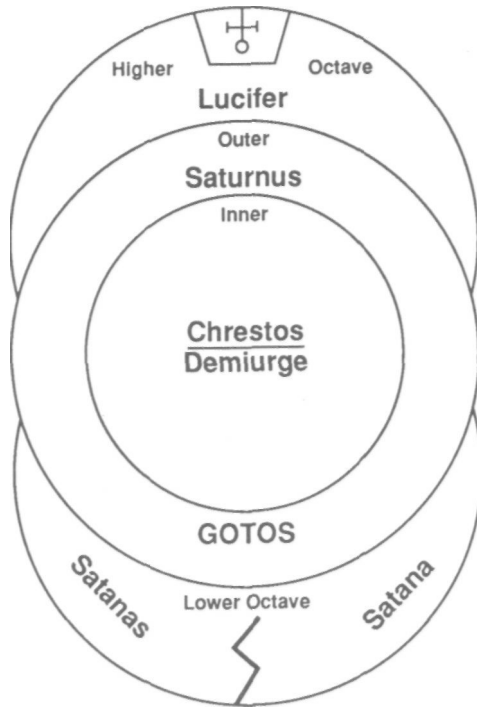 Higher Octave
Lucifer
Outer
Saturnus
Inner
Chrestos
Demiurge
GOTOS
Satanas
Lower Octave
Satana